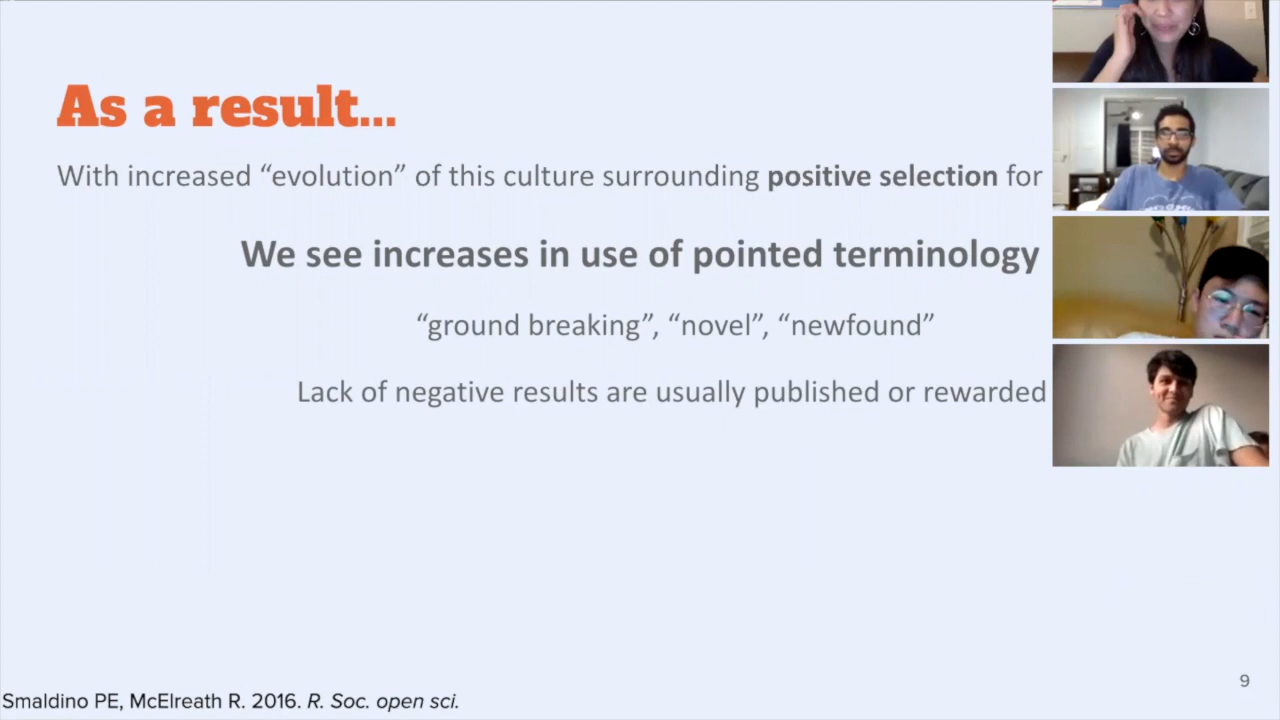 As a result...
With increased “evolution” of this culture surrounding positive selection for
We see increases in use of pointed terminology
“ground breaking”, “novel”, “newfound”
Lack of negative results are usually published or rewarded
9
Smaldino PE, McElreath R. 2016. R. Soc. open sci.